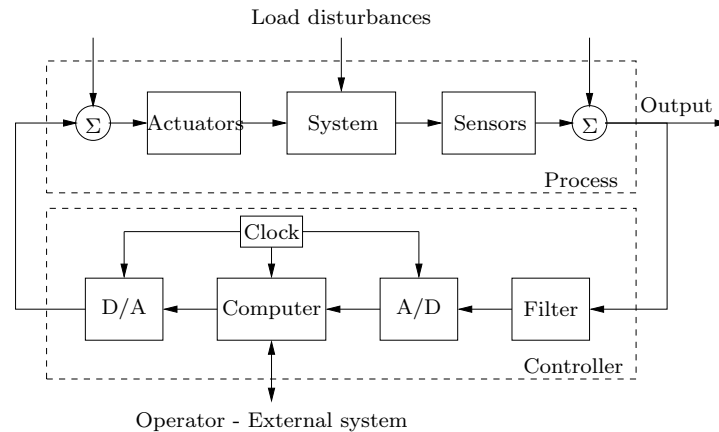 Load disturbances
Output
Σ
Actuators
System
Sensors
Σ
Process
Clock
D/A
Computer
A/D
Filter
Controller
Operator - External system